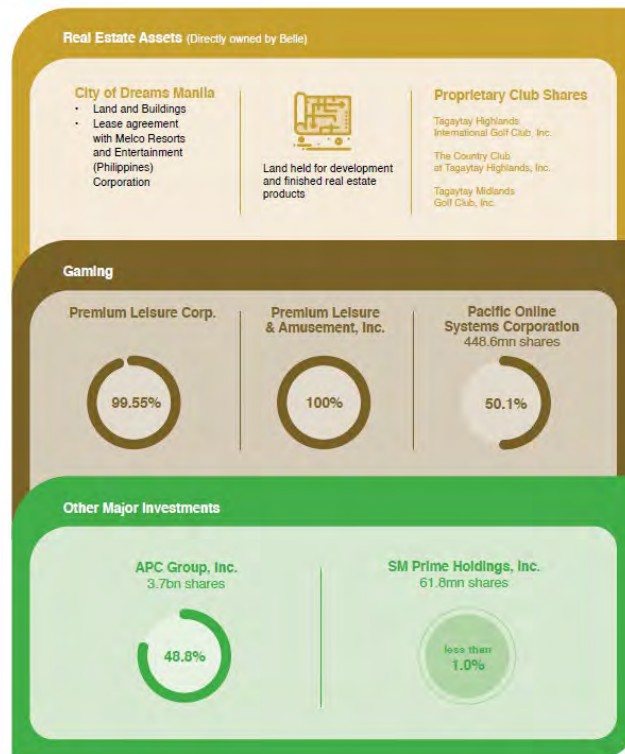 Real Estate Assets (Directly owned by Belle)
City of Dreams Manila
• Land and Buildings
• Lease agreement
with Melco Resorts
and Entertainment
(Philippines)
Corporation
Land held for development
and finished real estate
products
Proprietary Club Shares
Tagaytay Highlands
International Golf Club, Inc.
The Country Club
at Tagaytay Highlands, Inc.
Tagaytay Midlands
Golf Club, Inc.
Gaming
Premium Leisure Corp.
99.55%
Premium Leisure
& Amusement, Inc.
100%
Pacific Online
Systems Corporation
448.6mn shares
50.1%
Other Major Investments
APC Group, Inc.
3.7bn shares
48.8%
SM Prime Holdings, Inc.
61.8mn shares
less than
1.0%